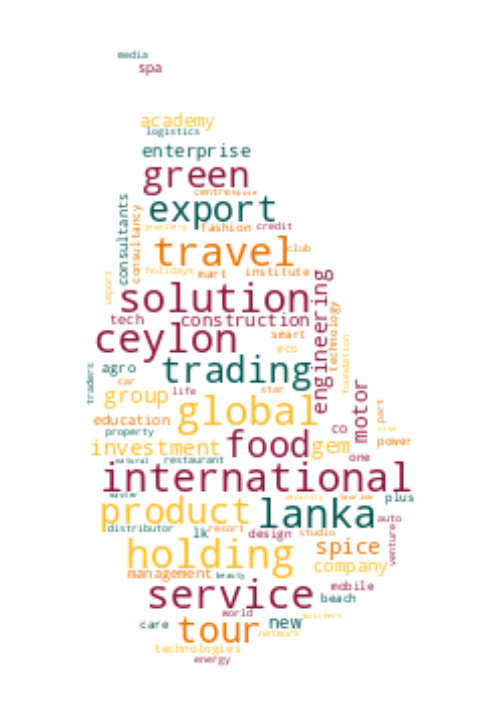 media
spa
academy
logistics
enterprise
green
centre house
export
consultants
consultancy
jewellery fashion credit
travel club
holidays mart institute
import
solution
engineering
tech construction
technology
ceylon smart
eco
foundation
agro trading
traders
car
group life star
global
motor
part
education
property
co
food
investment gem power
one
natural restaurant
international
master security tourism plus
product lanka
auto
distributor lk resort design studio
venture
holding spice
company
management beauty
mobile
service beach
world
business
care tour new
network
technologies
energy